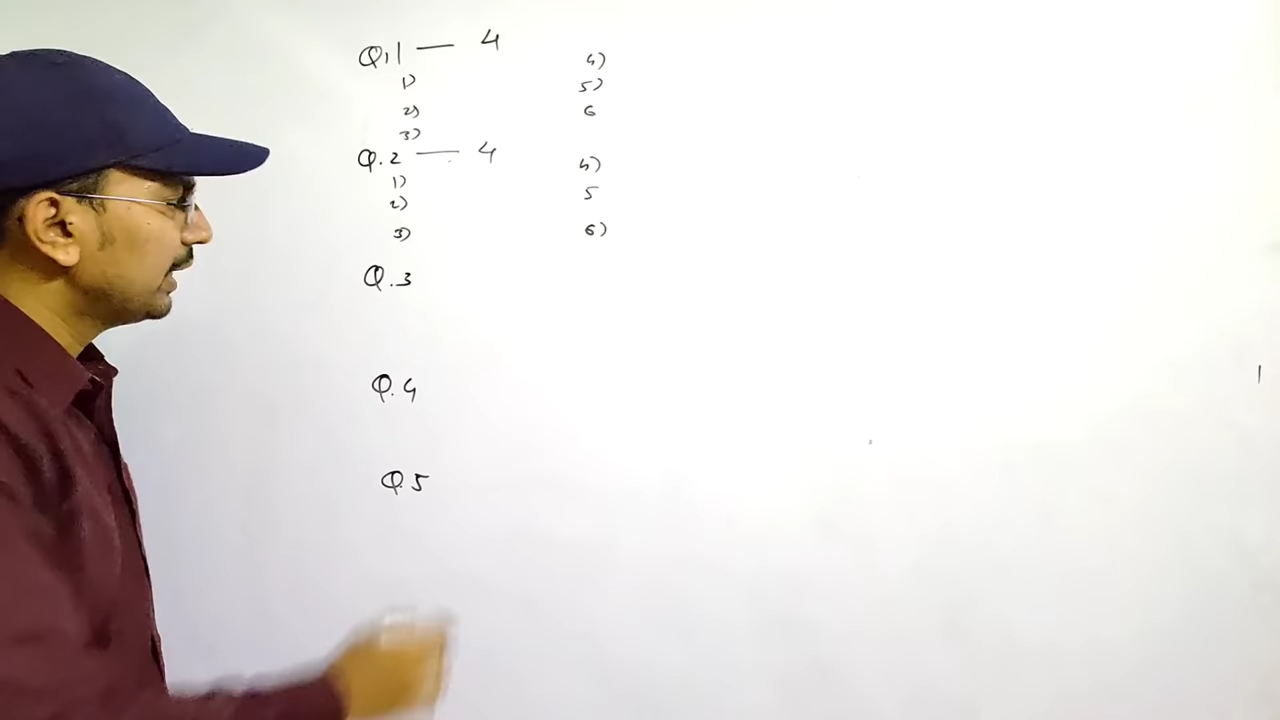 Q.1 — 4
1)
2)
3)
4)
5)
6
Q.2 — 4
1)
2)
3)
4)
5
6)
Q.3
Q.4
Q.5